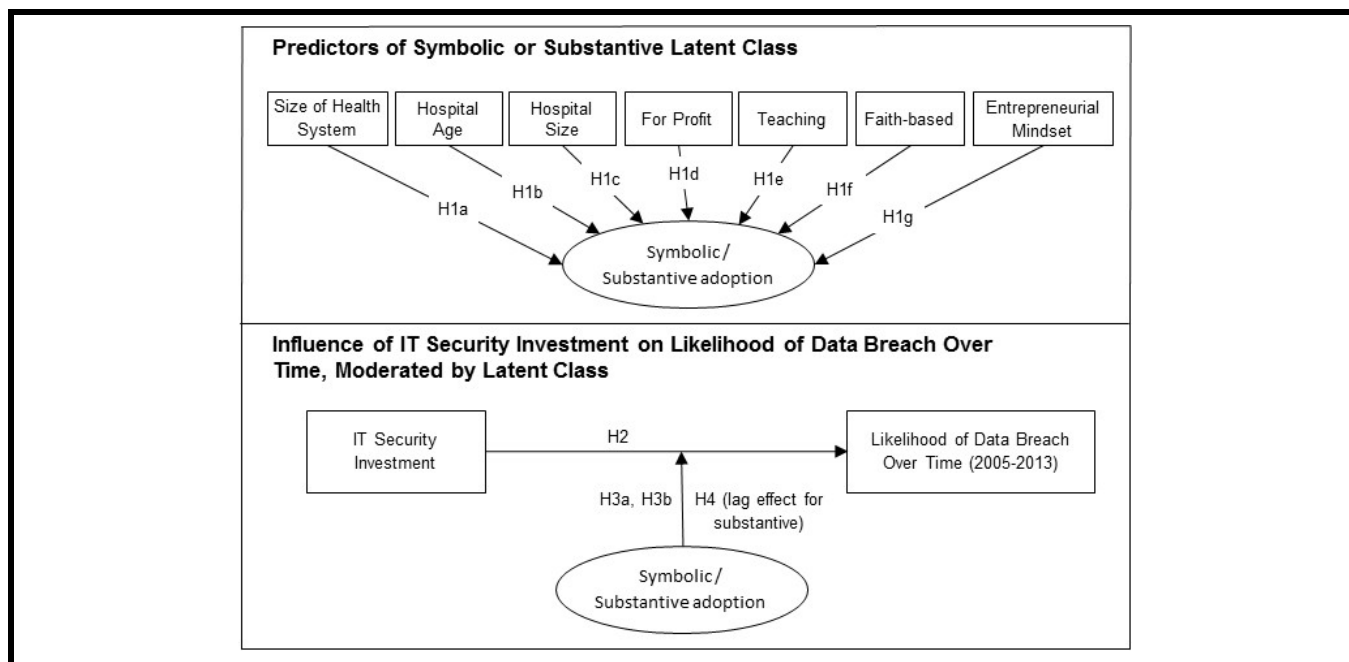 Predictors of Symbolic or Substantive Latent Class
Size of Health
System
Hospital
Age
Hospital
Size
For Profit
Teaching
Faith-based
Entrepreneurial
Mindset
H1a
H1b
H1c
H1d
H1e
H1f
H1g
Symbolic/
Substantive adoption
Influence of IT Security Investment on Likelihood of Data Breach Over
Time, Moderated by Latent Class
IT Security
Investment
H2
Likelihood of Data Breach
Over Time (2005-2013)
H3a, H3b
H4 (lag effect for
substantive)
Symbolic/
Substantive adoption